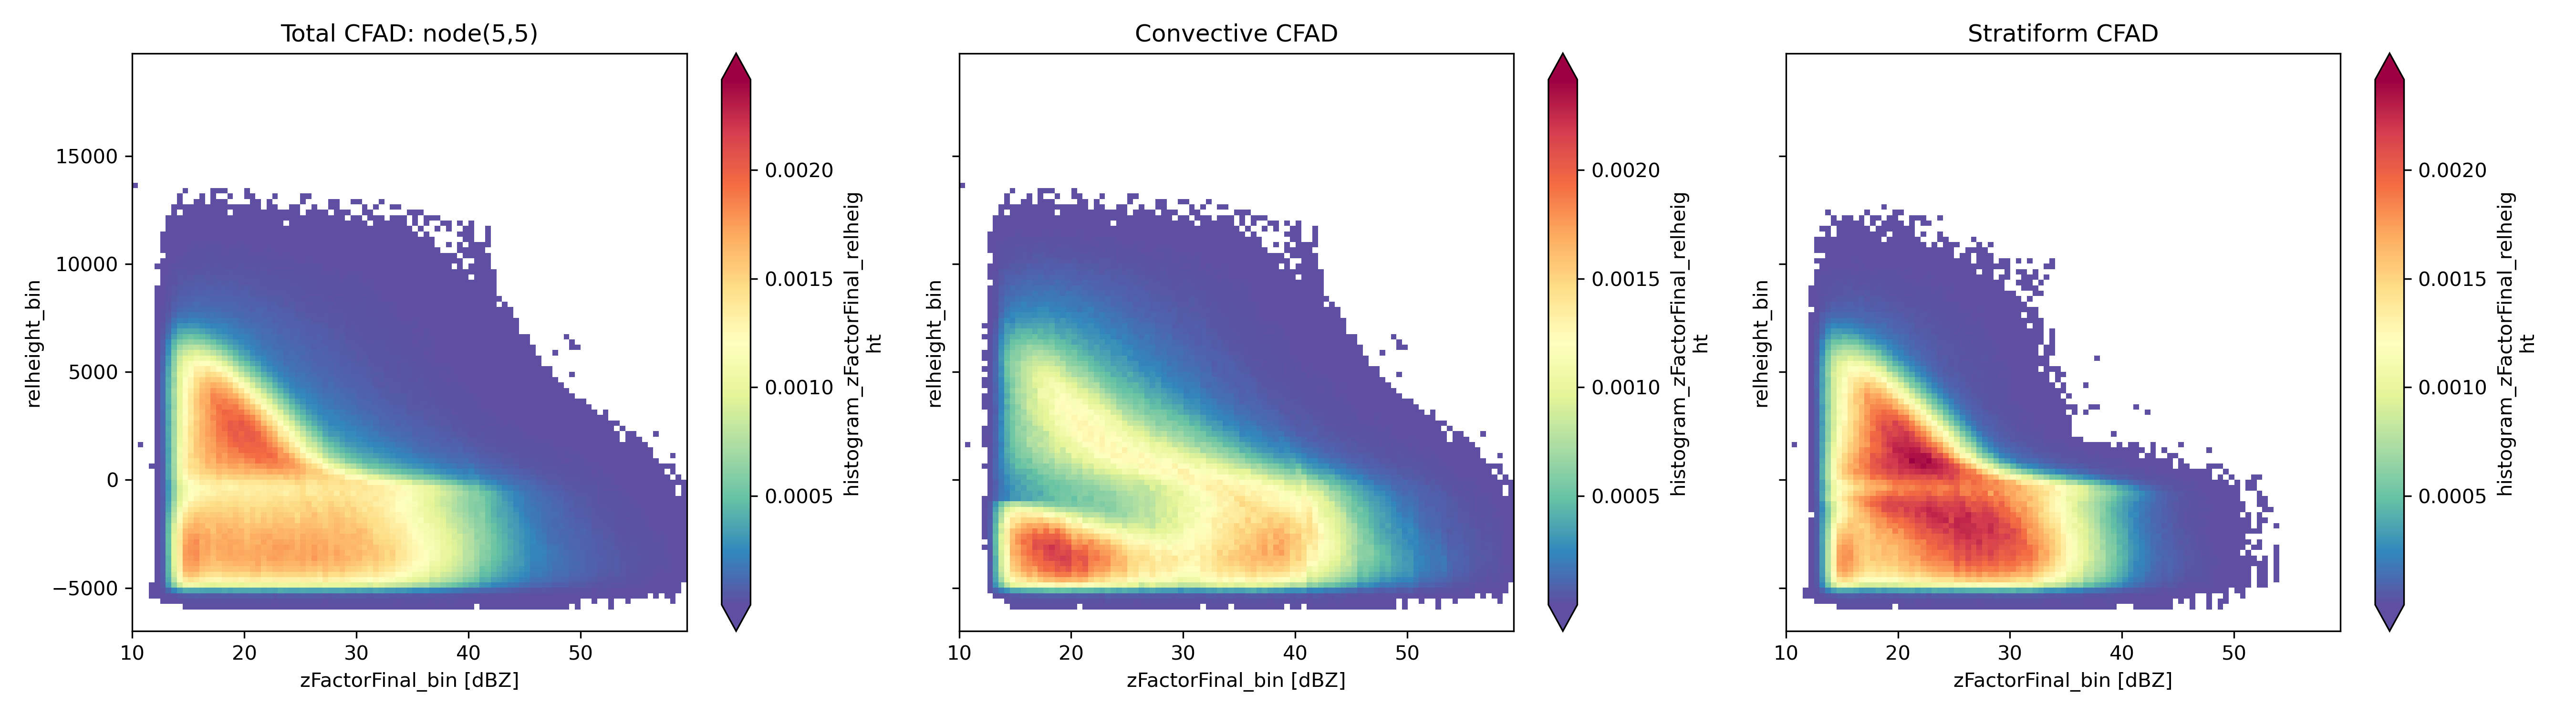 Total CFAD: node(5,5)
15000
10000
5000
0
−5000
relheight_bin
10 20 30 40 50
zFactorFinal_bin [dBZ]
0.0020
0.0015
0.0010
0.0005
histogram_zFactorFinal_relheig
ht
Convective CFAD
relheight_bin
10 20 30 40 50
zFactorFinal_bin [dBZ]
0.0020
0.0015
0.0010
0.0005
histogram_zFactorFinal_relheig
ht
Stratiform CFAD
relheight_bin
10 20 30 40 50
zFactorFinal_bin [dBZ]
0.0020
0.0015
0.0010
0.0005
histogram_zFactorFinal_relheig
ht